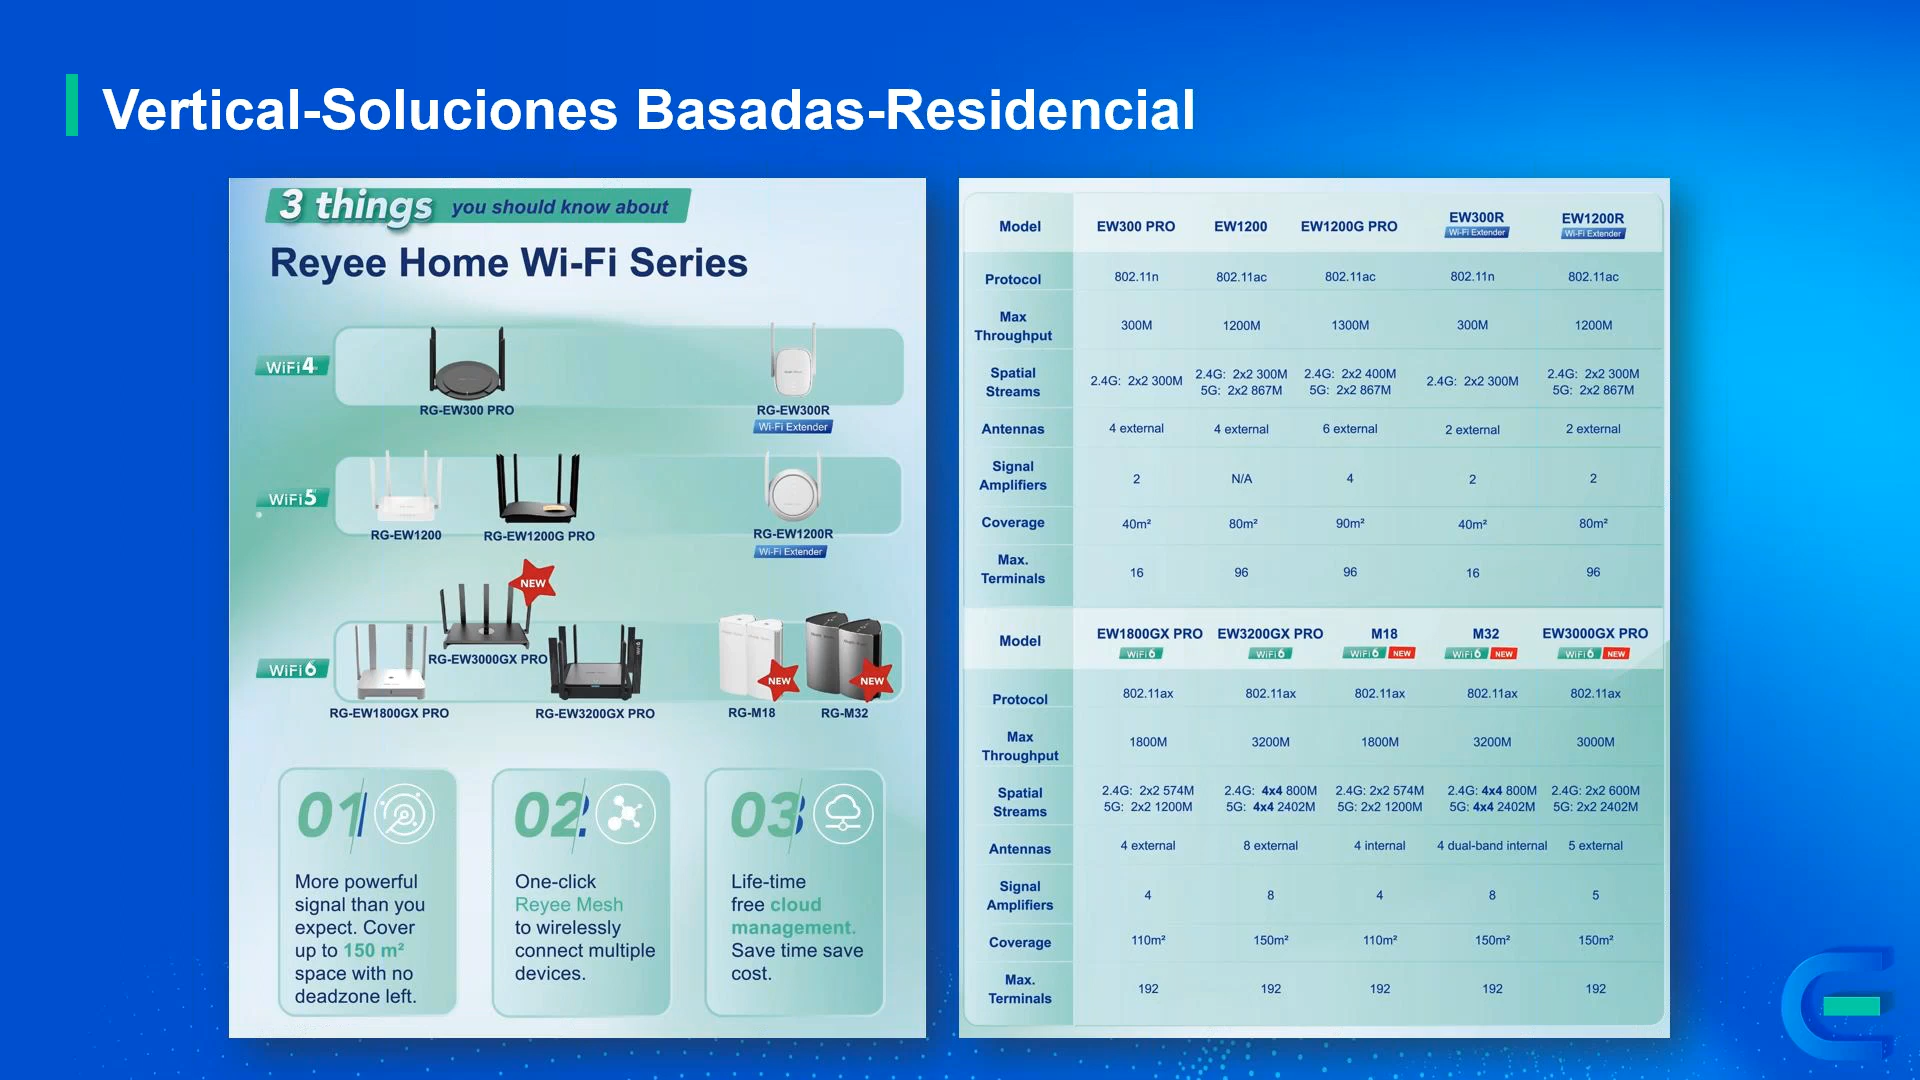 Vertical-Soluciones Basadas-Residencial
3 things you should know about
Reyee Home Wi-Fi Series
WiFi4
RG-EW300 PRO
RG-EW300R
Wi-Fi Extender
WiFi5
RG-EW1200
RG-EW1200G PRO
RG-EW1200R
Wi-Fi Extender
NEW
RG-EW3000GX PRO
WiFi6
NEW
NEW
RG-EW1800GX PRO
RG-EW3200GX PRO
RG-M18
RG-M32
01
More powerful
signal than you
expect. Cover
up to 150 m²
space with no
deadzone left.
02
One-click
Reyee Mesh
to wirelessly
connect multiple
devices.
03
Life-time
free cloud
management.
Save time save
cost.
Model EW300 PRO EW1200 EW1200G PRO EW300R Wi-Fi Extender EW1200R Wi-Fi Extender
Protocol 802.11n 802.11ac 802.11ac 802.11n 802.11ac
Max Throughput 300M 1200M 1300M 300M 1200M
Spatial Streams 2.4G: 2x2 300M 2.4G: 2x2 300M 5G: 2x2 867M 2.4G: 2x2 400M 5G: 2x2 867M 2.4G: 2x2 300M 2.4G: 2x2 300M 5G: 2x2 867M
Antennas 4 external 4 external 6 external 2 external 2 external
Signal Amplifiers 2 N/A 4 2 2
Coverage 40m² 80m² 90m² 40m² 80m²
Max. Terminals 16 96 96 16 96
Model EW1800GX PRO WiFi6 EW3200GX PRO WiFi6 M18 WiFi6 NEW M32 WiFi6 NEW EW3000GX PRO WiFi6 NEW
Protocol 802.11ax 802.11ax 802.11ax 802.11ax 802.11ax
Max Throughput 1800M 3200M 1800M 3200M 3000M
Spatial Streams 2.4G: 2x2 574M 5G: 2x2 1200M 2.4G: 4x4 800M 5G: 4x4 2402M 2.4G: 2x2 574M 5G: 2x2 1200M 2.4G: 4x4 800M 5G: 4x4 2402M 2.4G: 2x2 600M 5G: 2x2 2402M
Antennas 4 external 8 external 4 internal 4 dual-band internal 5 external
Signal Amplifiers 4 8 4 8 5
Coverage 110m² 150m² 110m² 150m² 150m²
Max. Terminals 192 192 192 192 192